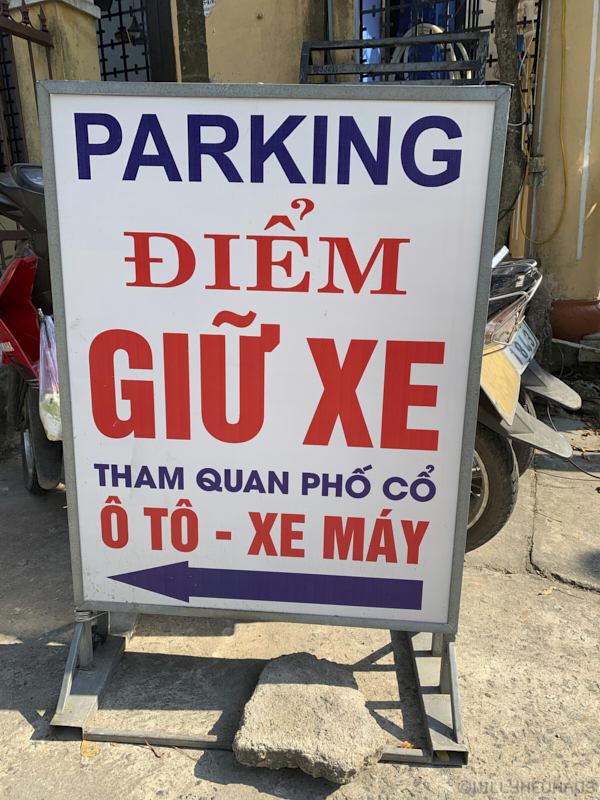 PARKING
ĐIỂM
GIỮ XE
THAM QUAN PHỐ CỔ
Ô TÔ - XE MÁY